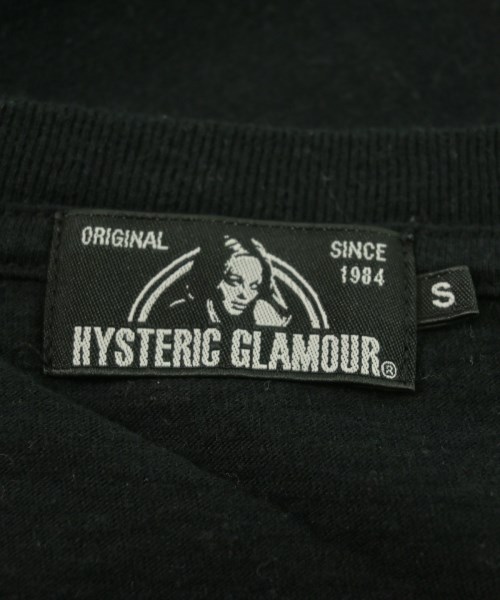 ORIGINAL
SINCE
1984
HYSTERIC GLAMOUR®
S